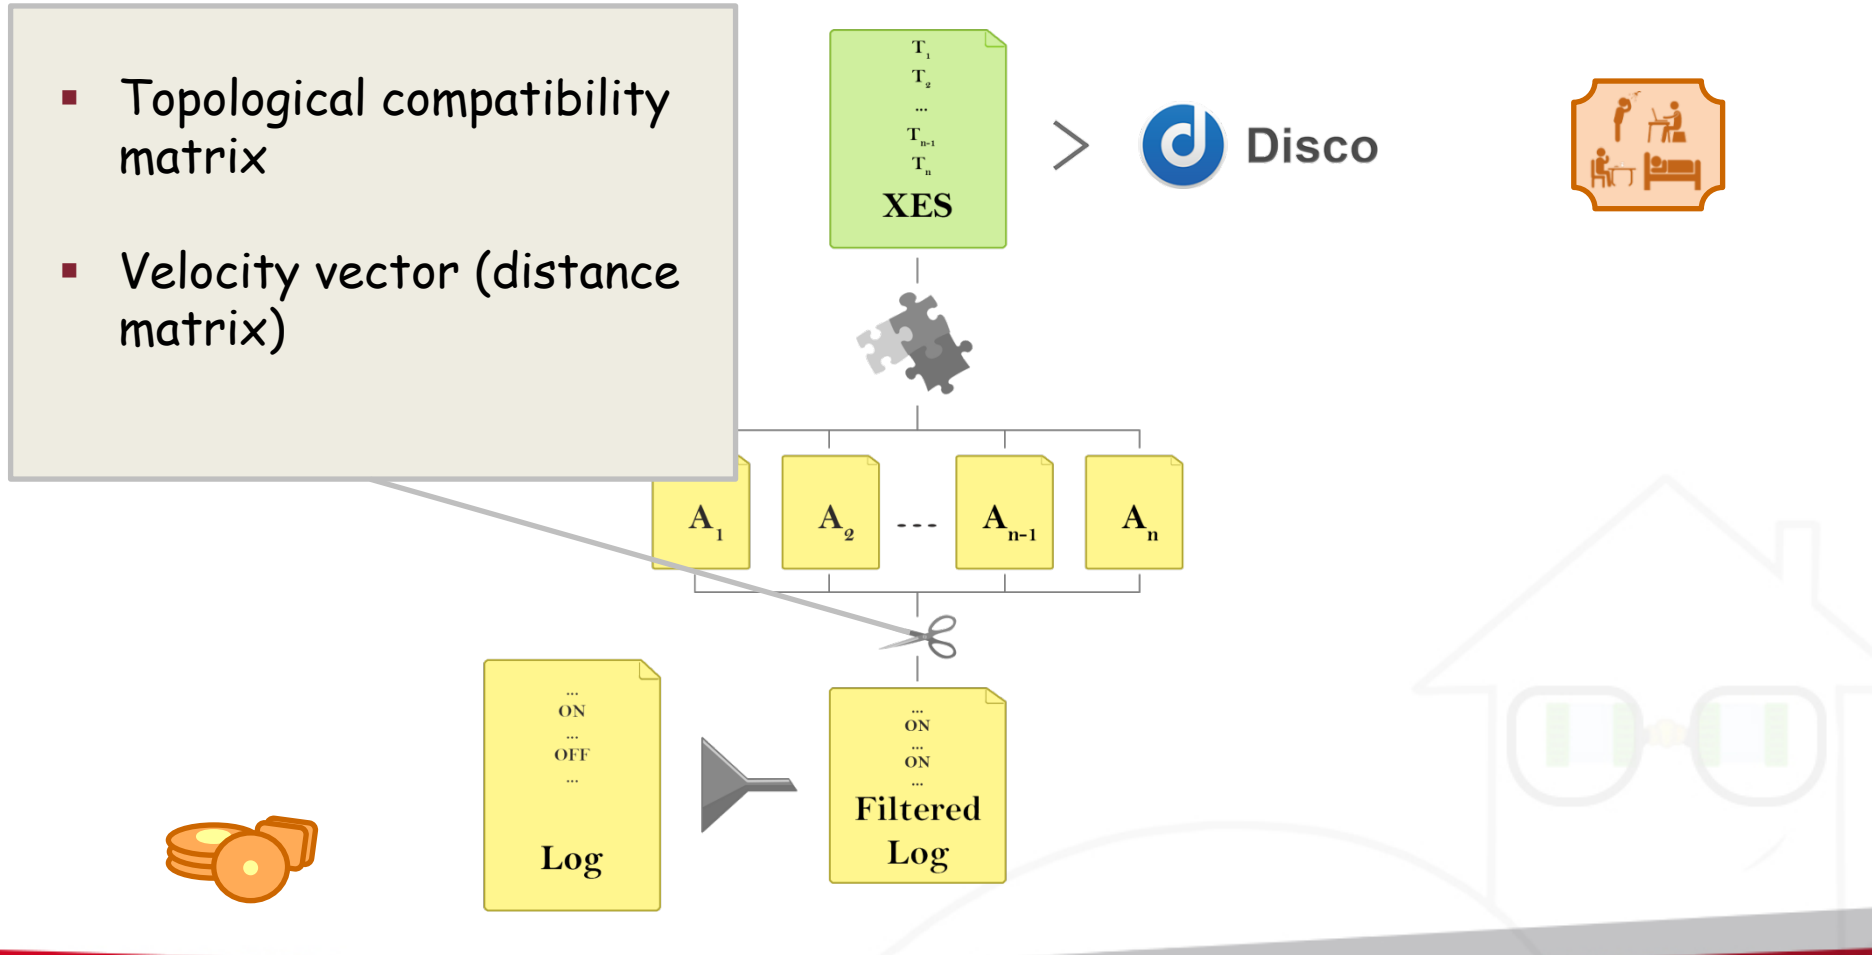 ▪ Topological compatibility
matrix
▪ Velocity vector (distance
matrix)
T1
T2
...
Tn-1
Tn
XES
Disco
A1
A2
---
An-1
An
...
ON
...
OFF
...
Log
...
ON
...
ON
...
Filtered
Log